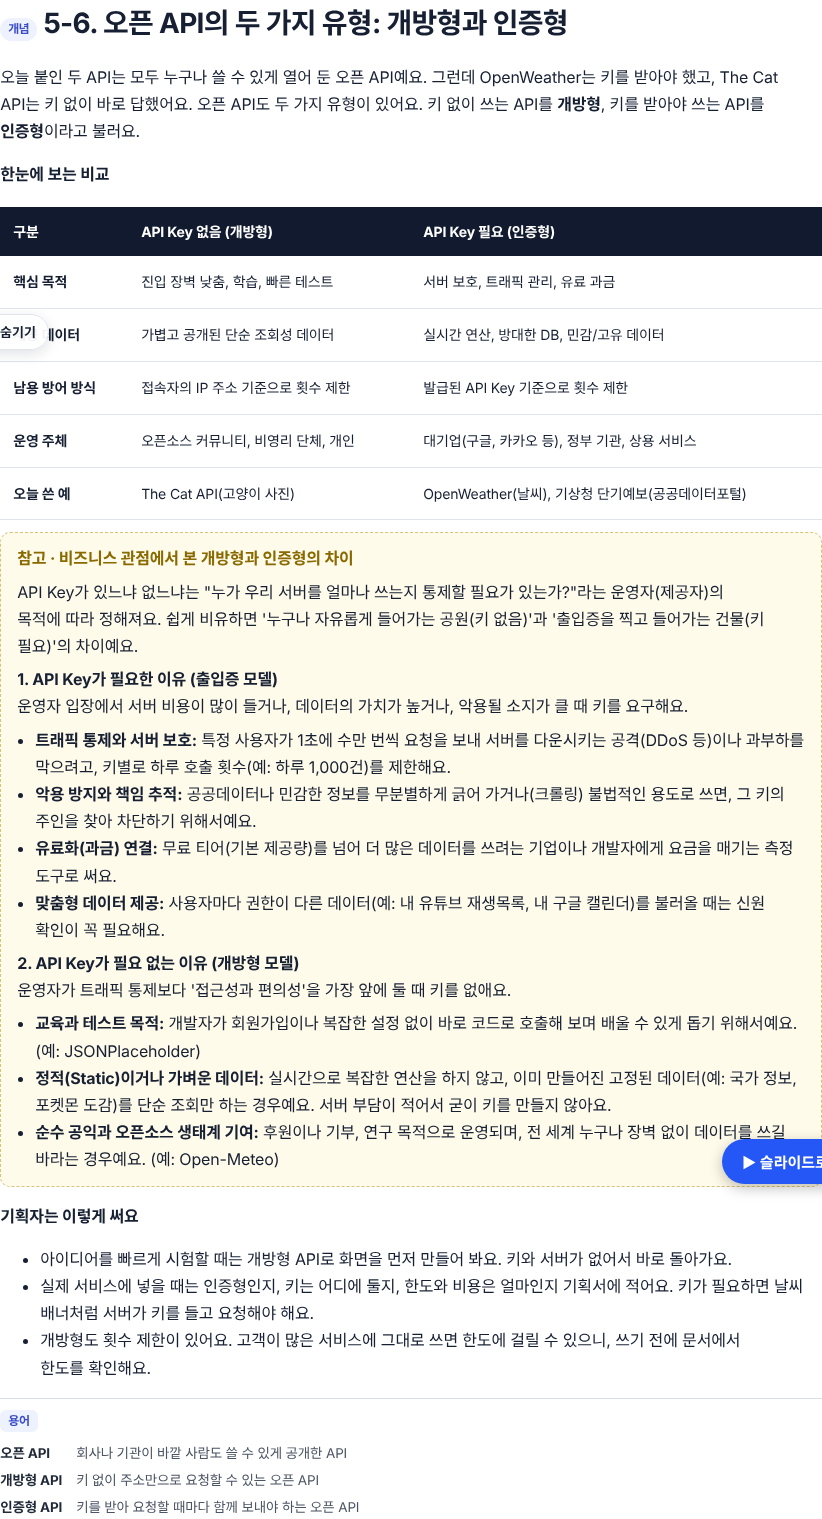 개념 5-6. 오픈 API의 두 가지 유형: 개방형과 인증형
오늘 붙인 두 API는 모두 누구나 쓸 수 있게 열어 둔 오픈 API예요. 그런데 OpenWeather는 키를 받아야 했고, The Cat
API는 키 없이 바로 답했어요. 오픈 API도 두 가지 유형이 있어요. 키 없이 쓰는 API를 개방형, 키를 받아야 쓰는 API를
인증형이라고 불러요.
한눈에 보는 비교
구분 API Key 없음 (개방형) API Key 필요 (인증형)
핵심 목적 진입 장벽 낮춤, 학습, 빠른 테스트 서버 보호, 트래픽 관리, 유료 과금
숨기기 데이터 가볍고 공개된 단순 조회성 데이터 실시간 연산, 방대한 DB, 민감/고유 데이터
남용 방어 방식 접속자의 IP 주소 기준으로 횟수 제한 발급된 API Key 기준으로 횟수 제한
운영 주체 오픈소스 커뮤니티, 비영리 단체, 개인 대기업(구글, 카카오 등), 정부 기관, 상용 서비스
오늘 쓴 예 The Cat API(고양이 사진) OpenWeather(날씨), 기상청 단기예보(공공데이터포털)
참고 · 비즈니스 관점에서 본 개방형과 인증형의 차이
API Key가 있느냐 없느냐는 "누가 우리 서버를 얼마나 쓰는지 통제할 필요가 있는가?"라는 운영자(제공자)의
목적에 따라 정해져요. 쉽게 비유하면 '누구나 자유롭게 들어가는 공원(키 없음)'과 '출입증을 찍고 들어가는 건물(키
필요)'의 차이예요.
1. API Key가 필요한 이유 (출입증 모델)
운영자 입장에서 서버 비용이 많이 들거나, 데이터의 가치가 높거나, 악용될 소지가 클 때 키를 요구해요.
• 트래픽 통제와 서버 보호: 특정 사용자가 1초에 수만 번씩 요청을 보내 서버를 다운시키는 공격(DDoS 등)이나 과부하를
막으려고, 키별로 하루 호출 횟수(예: 하루 1,000건)를 제한해요.
• 악용 방지와 책임 추적: 공공데이터나 민감한 정보를 무분별하게 긁어 가거나(크롤링) 불법적인 용도로 쓰면, 그 키의
주인을 찾아 차단하기 위해서예요.
• 유료화(과금) 연결: 무료 티어(기본 제공량)를 넘어 더 많은 데이터를 쓰려는 기업이나 개발자에게 요금을 매기는 측정
도구로 써요.
• 맞춤형 데이터 제공: 사용자마다 권한이 다른 데이터(예: 내 유튜브 재생목록, 내 구글 캘린더)를 불러올 때는 신원
확인이 꼭 필요해요.
2. API Key가 필요 없는 이유 (개방형 모델)
운영자가 트래픽 통제보다 '접근성과 편의성'을 가장 앞에 둘 때 키를 없애요.
• 교육과 테스트 목적: 개발자가 회원가입이나 복잡한 설정 없이 바로 코드로 호출해 보며 배울 수 있게 돕기 위해서예요.
(예: JSONPlaceholder)
• 정적(Static)이거나 가벼운 데이터: 실시간으로 복잡한 연산을 하지 않고, 이미 만들어진 고정된 데이터(예: 국가 정보,
포켓몬 도감)를 단순 조회만 하는 경우예요. 서버 부담이 적어서 굳이 키를 만들지 않아요.
• 순수 공익과 오픈소스 생태계 기여: 후원이나 기부, 연구 목적으로 운영되며, 전 세계 누구나 장벽 없이 데이터를 쓰길
바라는 경우예요. (예: Open-Meteo)
▶ 슬라이드로
기획자는 이렇게 써요
• 아이디어를 빠르게 시험할 때는 개방형 API로 화면을 먼저 만들어 봐요. 키와 서버가 없어서 바로 돌아가요.
• 실제 서비스에 넣을 때는 인증형인지, 키는 어디에 둘지, 한도와 비용은 얼마인지 기획서에 적어요. 키가 필요하면 날씨
배너처럼 서버가 키를 들고 요청해야 해요.
• 개방형도 횟수 제한이 있어요. 고객이 많은 서비스에 그대로 쓰면 한도에 걸릴 수 있으니, 쓰기 전에 문서에서
한도를 확인해요.
용어
오픈 API 회사나 기관이 바깥 사람도 쓸 수 있게 공개한 API
개방형 API 키 없이 주소만으로 요청할 수 있는 오픈 API
인증형 API 키를 받아 요청할 때마다 함께 보내야 하는 오픈 API